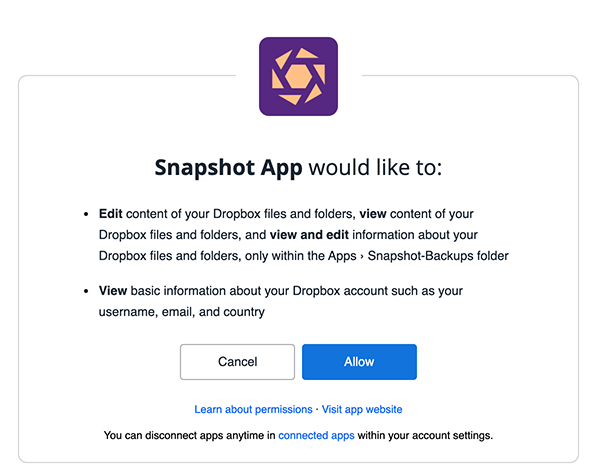 Snapshot App would like to:
• Edit content of your Dropbox files and folders, view content of your
Dropbox files and folders, and view and edit information about your
Dropbox files and folders, only within the Apps › Snapshot-Backups folder
• View basic information about your Dropbox account such as your
username, email, and country
Cancel Allow
Learn about permissions · Visit app website
You can disconnect apps anytime in connected apps within your account settings.